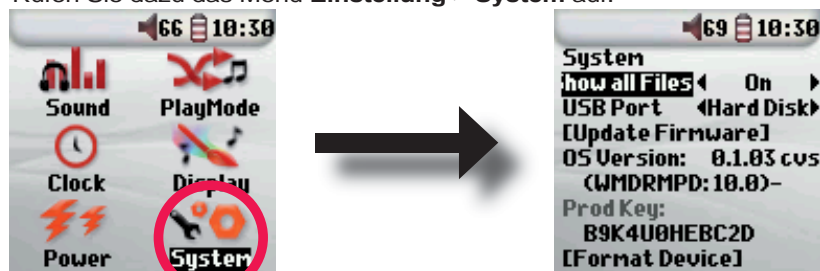 Rufen Sie dazu das Menü Einstellung > System auf.
66 10:30
Sound PlayMode
Clock Display
Power System
69 10:30
System
how all Files On
USB Port Hard Disk
[Update Firmware]
OS Version: 0.1.03 cvs
(WMDRMPD:10.0)-
Prod Key:
B9K4U0HEBC2D
[Format Device]